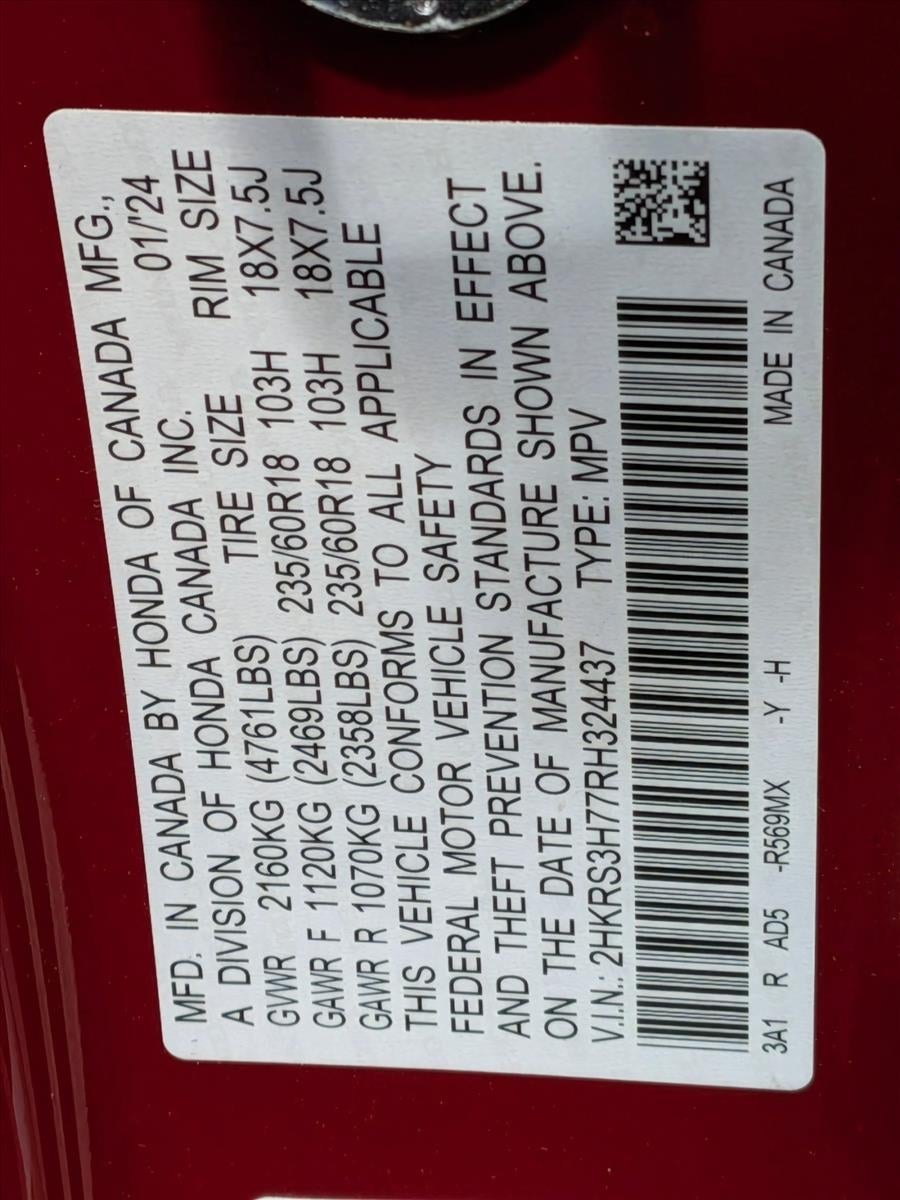 MFD. IN CANADA BY HONDA OF CANADA MFG.,
A DIVISION OF HONDA CANADA INC. 01/'24
GVWR 2160KG (4761LBS) TIRE SIZE RIM SIZE
GAWR F 1120KG (2469LBS) 235/60R18 103H 18X7.5J
GAWR R 1070KG (2358LBS) 235/60R18 103H 18X7.5J
THIS VEHICLE CONFORMS TO ALL APPLICABLE
FEDERAL MOTOR VEHICLE SAFETY
AND THEFT PREVENTION STANDARDS IN EFFECT
ON THE DATE OF MANUFACTURE SHOWN ABOVE.
V.I.N.: 2HKRS3H77RH324437 TYPE: MPV
3A1 R AD5 -R569MX -Y -H MADE IN CANADA